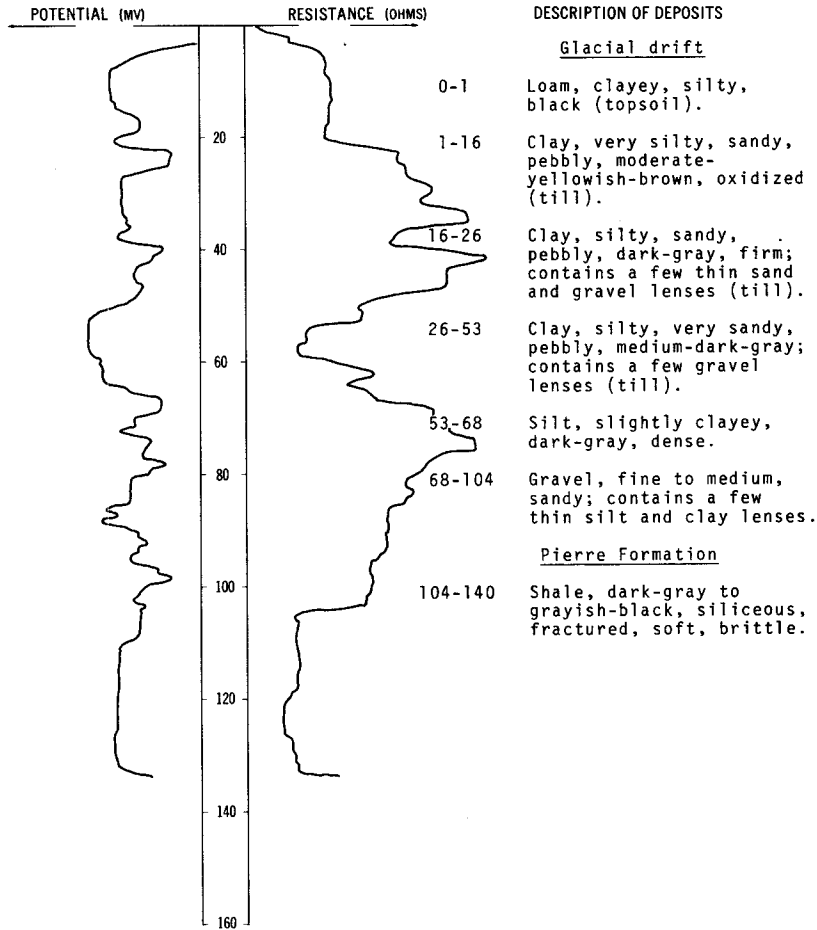 POTENTIAL (MV) RESISTANCE (OHMS) DESCRIPTION OF DEPOSITS
Glacial drift
0-1 Loam, clayey, silty,
black (topsoil).
20 1-16 Clay, very silty, sandy,
pebbly, moderate-
yellowish-brown, oxidized
(till).
16-26 Clay, silty, sandy,
40 pebbly, dark-gray, firm;
contains a few thin sand
and gravel lenses (till).
26-53 Clay, silty, very sandy,
pebbly, medium-dark-gray;
60 contains a few gravel
lenses (till).
53-68 Silt, slightly clayey,
dark-gray, dense.
80 68-104 Gravel, fine to medium,
sandy; contains a few
thin silt and clay lenses.
Pierre Formation
100 104-140 Shale, dark-gray to
grayish-black, siliceous,
fractured, soft, brittle.
120
140
160